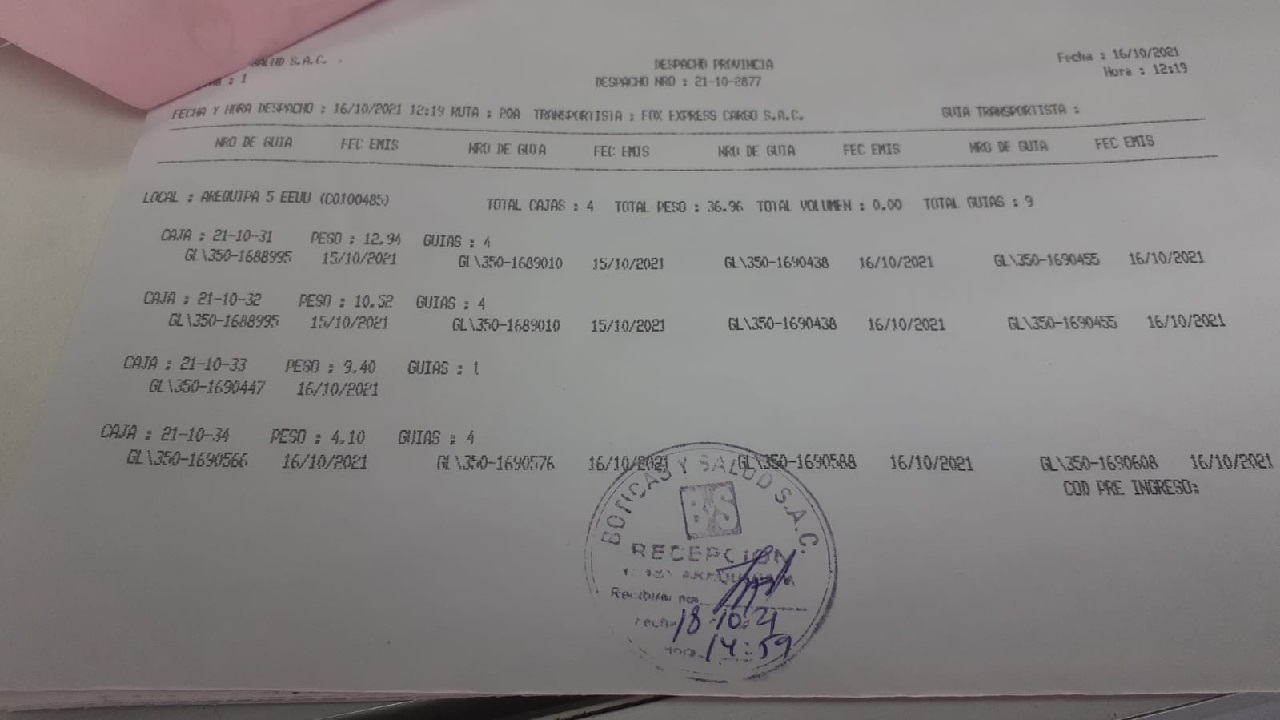 SALUD S.A.C.
DESPACHO PROVINCIA
Fecha : 16/10/2021
: 1
DESPACHO NRO : 21-10-2877
Hora : 12:19
FECHA Y HORA DESPACHO : 16/10/2021 12:19 RUTA : POA TRANSPORTISTA : FOX EXPRESS CARGO S.A.C. GUIA TRANSPORTISTA :
NRO DE GUIA FEC EMIS NRO DE GUIA FEC EMIS NRO DE GUIA FEC EMIS NRO DE GUIA FEC EMIS
LOCAL : AREQUIPA 5 EEUU (C0100485) TOTAL CAJAS : 4 TOTAL PESO : 36.96 TOTAL VOLUMEN : 0.00 TOTAL GUIAS : 9
CAJA : 21-10-31 PESO : 12.94 GUIAS : 4
GL\350-1688995 15/10/2021 GL\350-1689010 15/10/2021 GL\350-1690438 16/10/2021 GL\350-1690455 16/10/2021
CAJA : 21-10-32 PESO : 10.52 GUIAS : 4
GL\350-1688995 15/10/2021 GL\350-1689010 15/10/2021 GL\350-1690438 16/10/2021 GL\350-1690455 16/10/2021
CAJA : 21-10-33 PESO : 9.40 GUIAS : 1
GL\350-1690447 16/10/2021
CAJA : 21-10-34 PESO : 4.10 GUIAS : 4
GL\350-1690566 16/10/2021 GL\350-1690576 16/10/2021 GL\350-1690588 16/10/2021 GL\350-1690608 16/10/2021
COD PRE INGRESO:
BOTICAS Y SALUD S.A.C.
BS
RECEPCION
Recibido por
Fecha 18-10-21
Hora 14:59